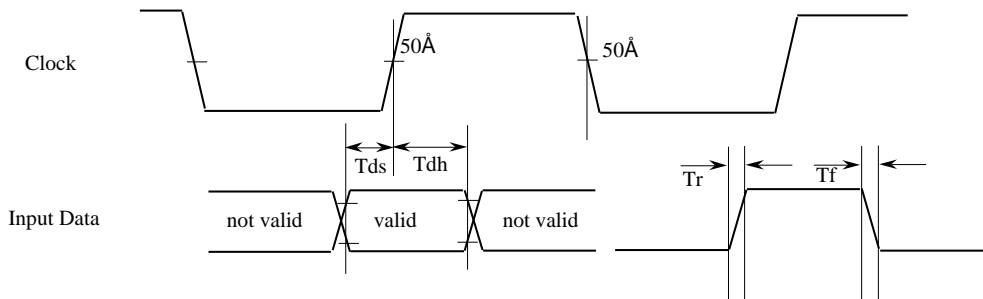 50Å
50Å
Clock
Tds
Tdh
Tr
Tf
Input Data
not valid
valid
not valid